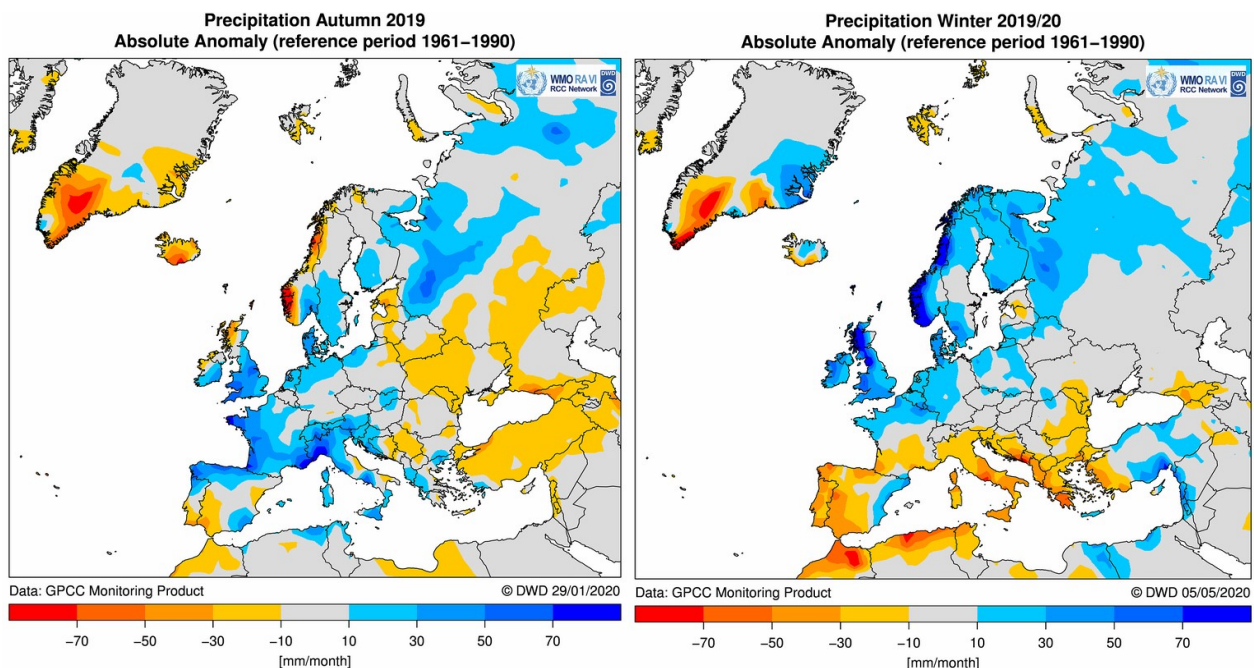 Precipitation Autumn 2019
Absolute Anomaly (reference period 1961–1990)
WMO RA VI
RCC Network
DWD
Data: GPCC Monitoring Product
© DWD 29/01/2020
−70 −50 −30 −10 10 30 50 70
[mm/month]
Precipitation Winter 2019/20
Absolute Anomaly (reference period 1961–1990)
WMO RA VI
RCC Network
DWD
Data: GPCC Monitoring Product
© DWD 05/05/2020
−70 −50 −30 −10 10 30 50 70
[mm/month]